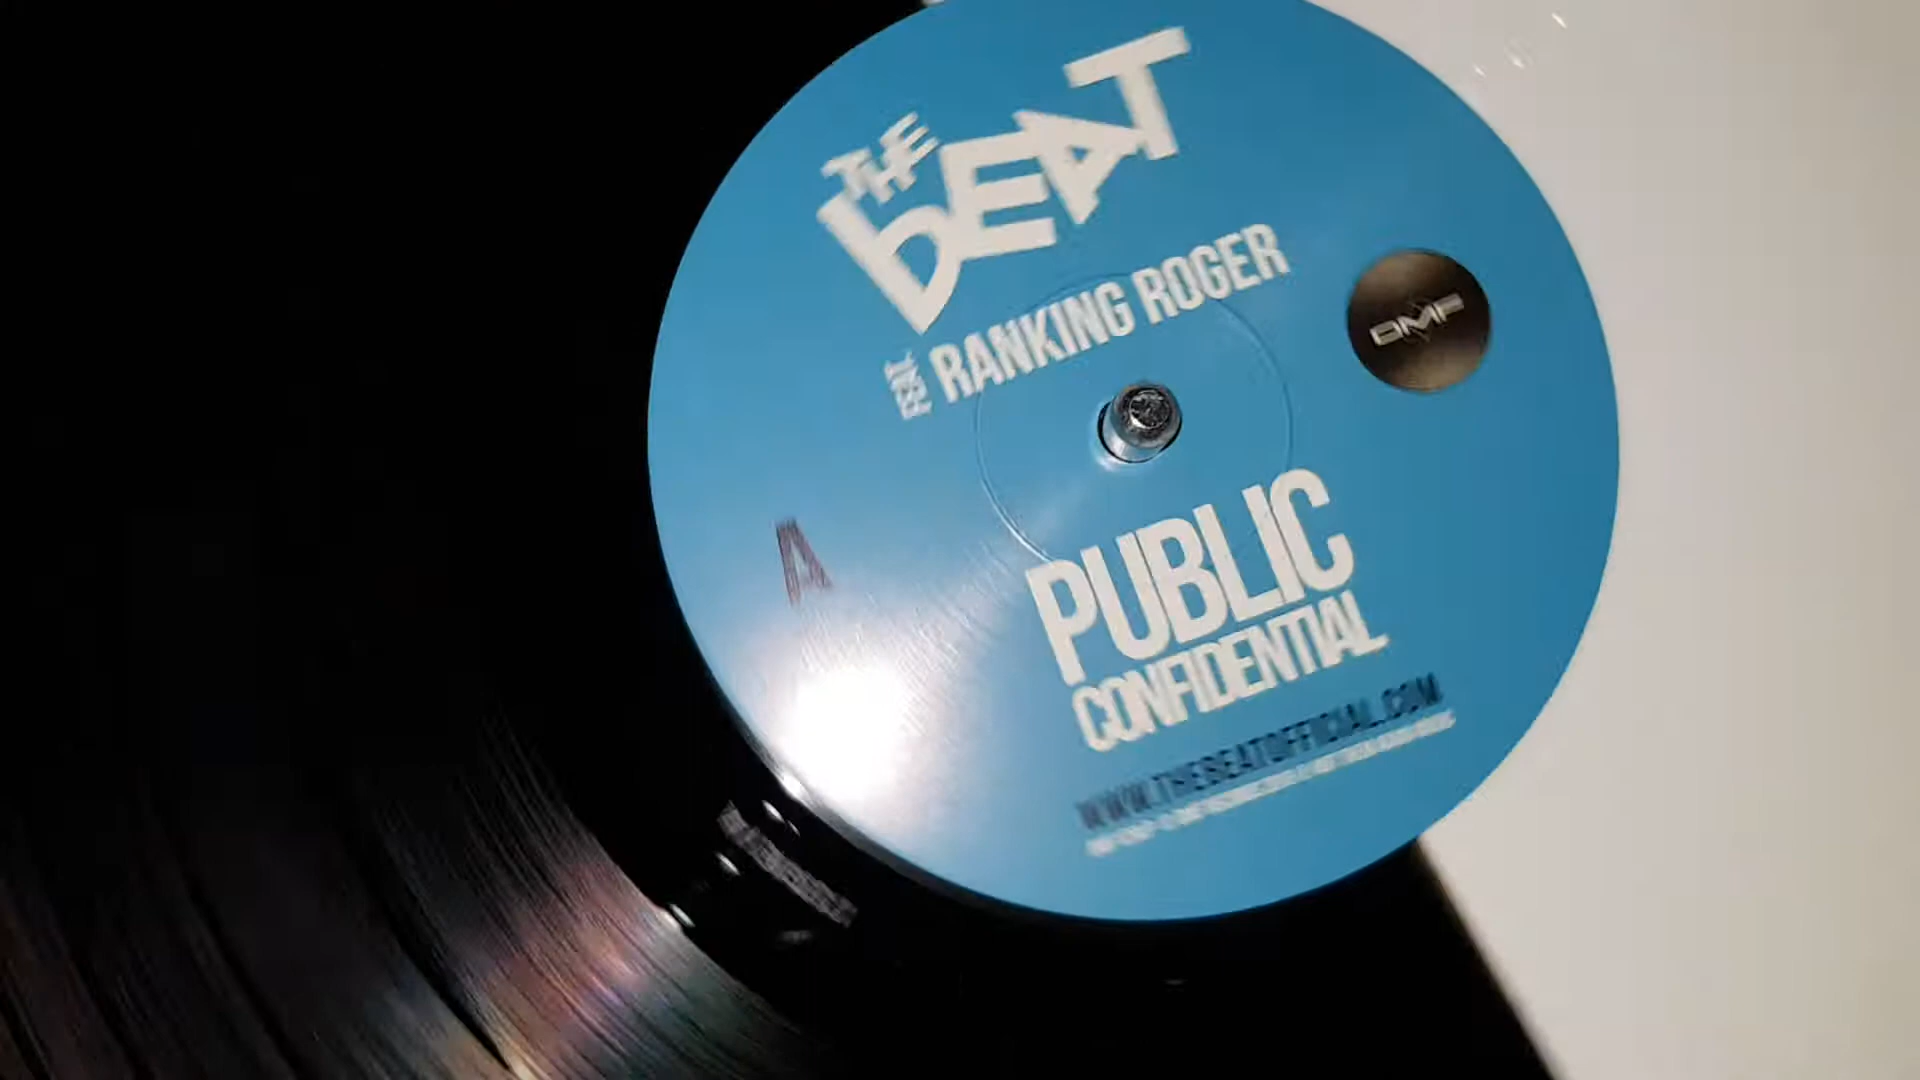 THE
BEAT
FEAT. RANKING ROGER
DMF
A
PUBLIC
CONFIDENTIAL
WWW.THEBEATOFFICIAL.COM